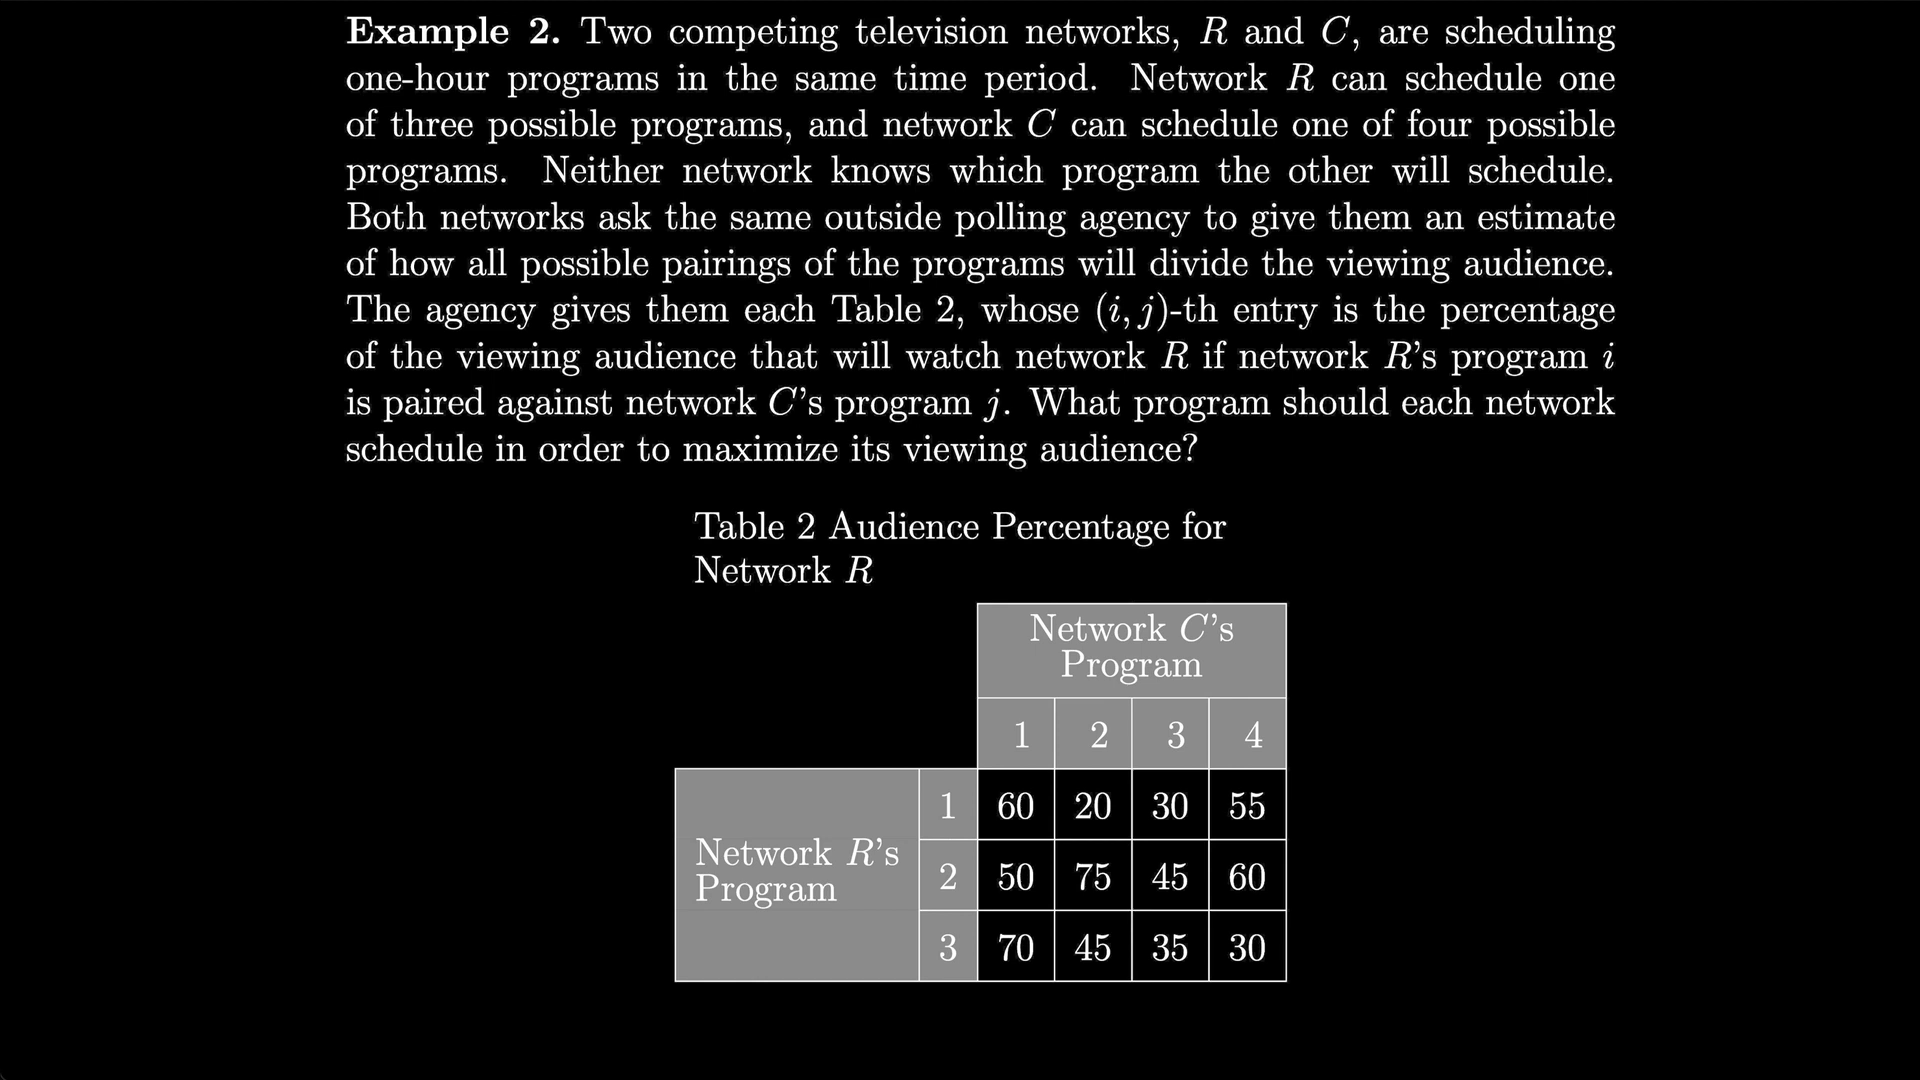 Example 2. Two competing television networks, R and C, are scheduling
one-hour programs in the same time period. Network R can schedule one
of three possible programs, and network C can schedule one of four possible
programs. Neither network knows which program the other will schedule.
Both networks ask the same outside polling agency to give them an estimate
of how all possible pairings of the programs will divide the viewing audience.
The agency gives them each Table 2, whose (i, j)-th entry is the percentage
of the viewing audience that will watch network R if network R’s program i
is paired against network C’s program j. What program should each network
schedule in order to maximize its viewing audience?
Table 2 Audience Percentage for
Network R
Network C’s
Program
1 2 3 4
Network R’s
Program
1 60 20 30 55
2 50 75 45 60
3 70 45 35 30